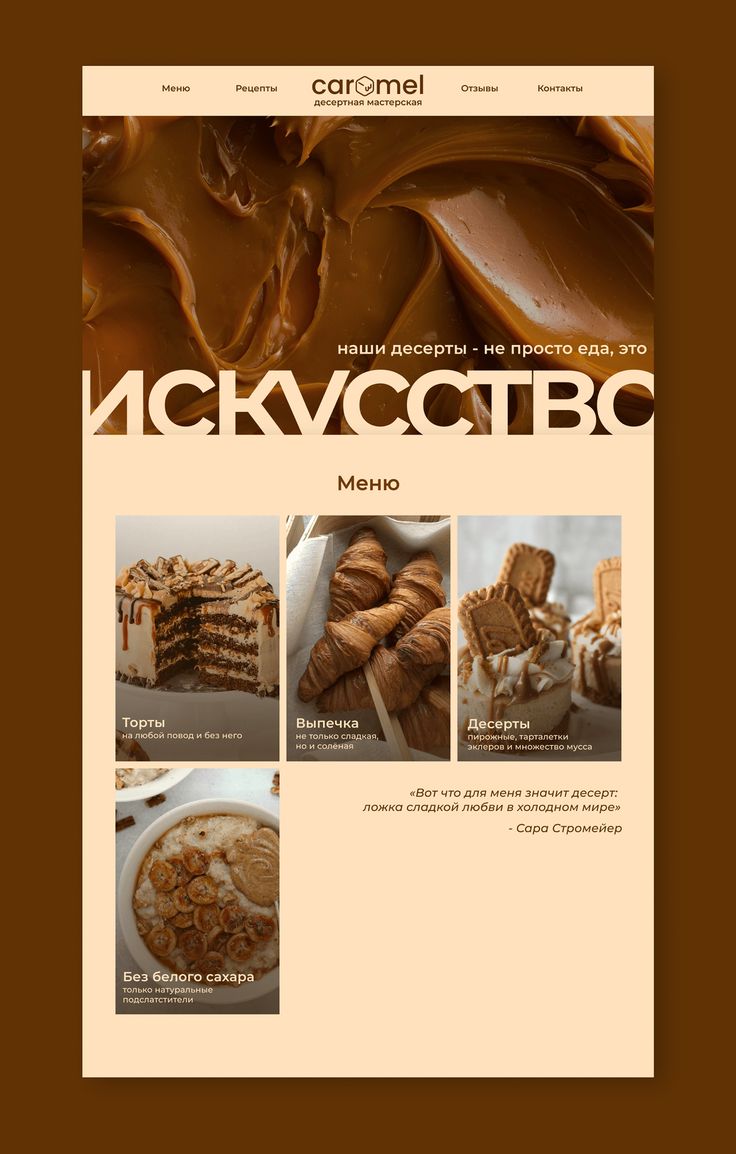 Меню
Рецепты
caramel
десертная мастерская
Отзывы
Контакты
наши десерты - не просто еда, это
ИСКУССТВО
Меню
Торты
на любой повод и без него
Выпечка
не только сладкая,
но и солёная
Десерты
пирожные, тарталетки
эклеров и множество мусса
«Вот что для меня значит десерт:
ложка сладкой любви в холодном мире»
- Сара Стромейер
Без белого сахара
только натуральные
подслатстители